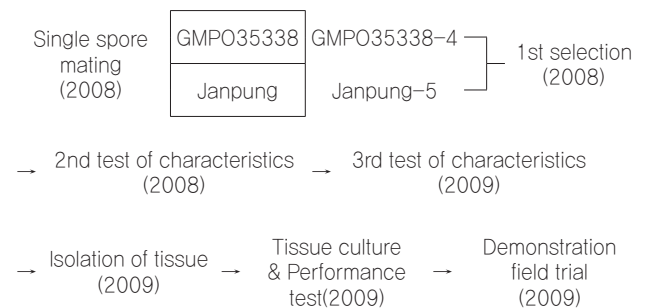 Single spore
mating
(2008)
GMPO35338
GMPO35338-4
Janpung
Janpung-5
1st selection
(2008)
→ 2nd test of characteristics
(2008)
→ 3rd test of characteristics
(2009)
→ Isolation of tissue
(2009)
→ Tissue culture
& Performance
test(2009)
→ Demonstration
field trial
(2009)